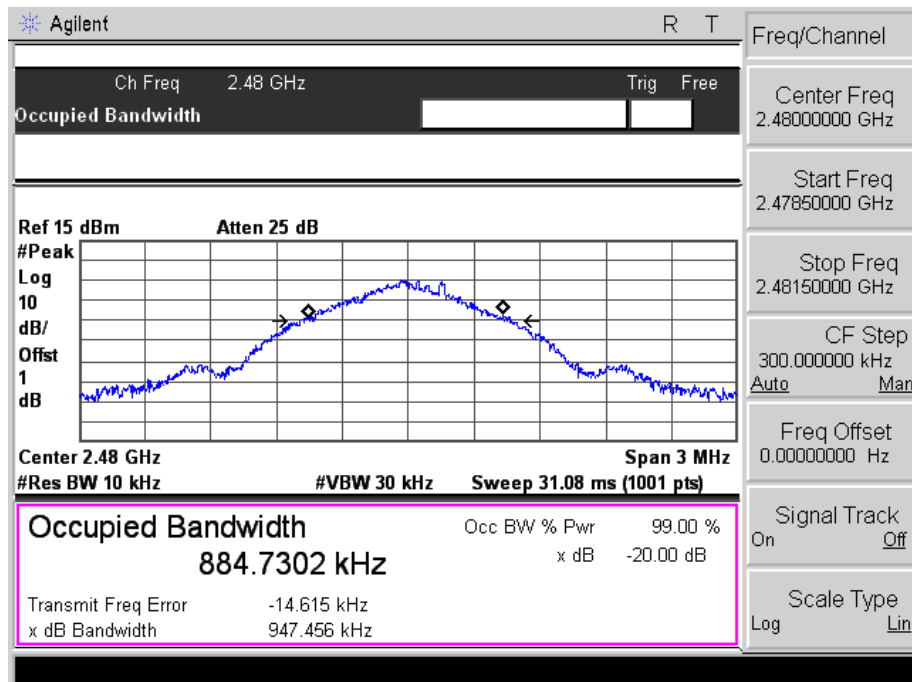 Agilent R T
Freq/Channel
Ch Freq 2.48 GHz Trig Free
Occupied Bandwidth
Center Freq
2.48000000 GHz
Start Freq
2.47850000 GHz
Stop Freq
2.48150000 GHz
CF Step
300.000000 kHz
Auto Man
Freq Offset
0.00000000 Hz
Signal Track
On Off
Scale Type
Log Lin
Ref 15 dBm Atten 25 dB
#Peak
Log
10
dB/
Offst
1
dB
Center 2.48 GHz Span 3 MHz
#Res BW 10 kHz #VBW 30 kHz Sweep 31.08 ms (1001 pts)
Occupied Bandwidth
884.7302 kHz
Occ BW % Pwr 99.00 %
x dB -20.00 dB
Transmit Freq Error -14.615 kHz
x dB Bandwidth 947.456 kHz